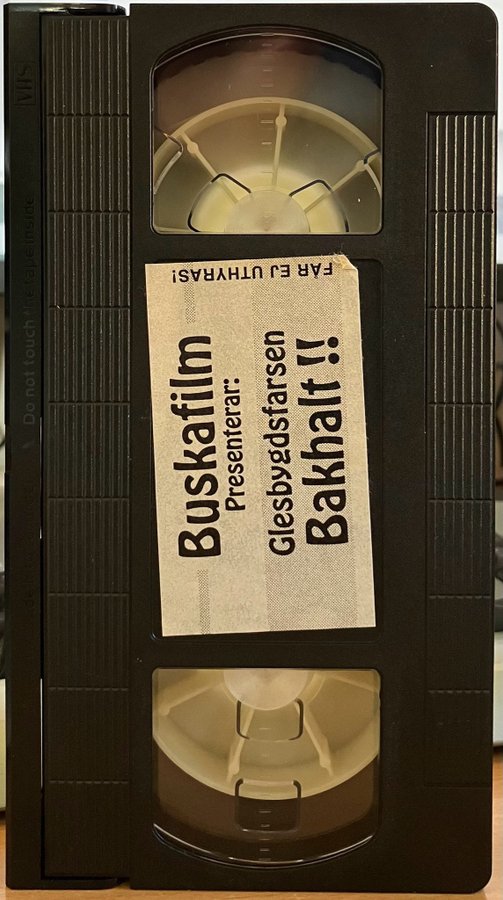 Buskafilm
Presenterar:
Glesbygdsfarsen
Bakhalt !!
FÅR EJ UTHYRAS!
VHS
Do not touch the tape inside